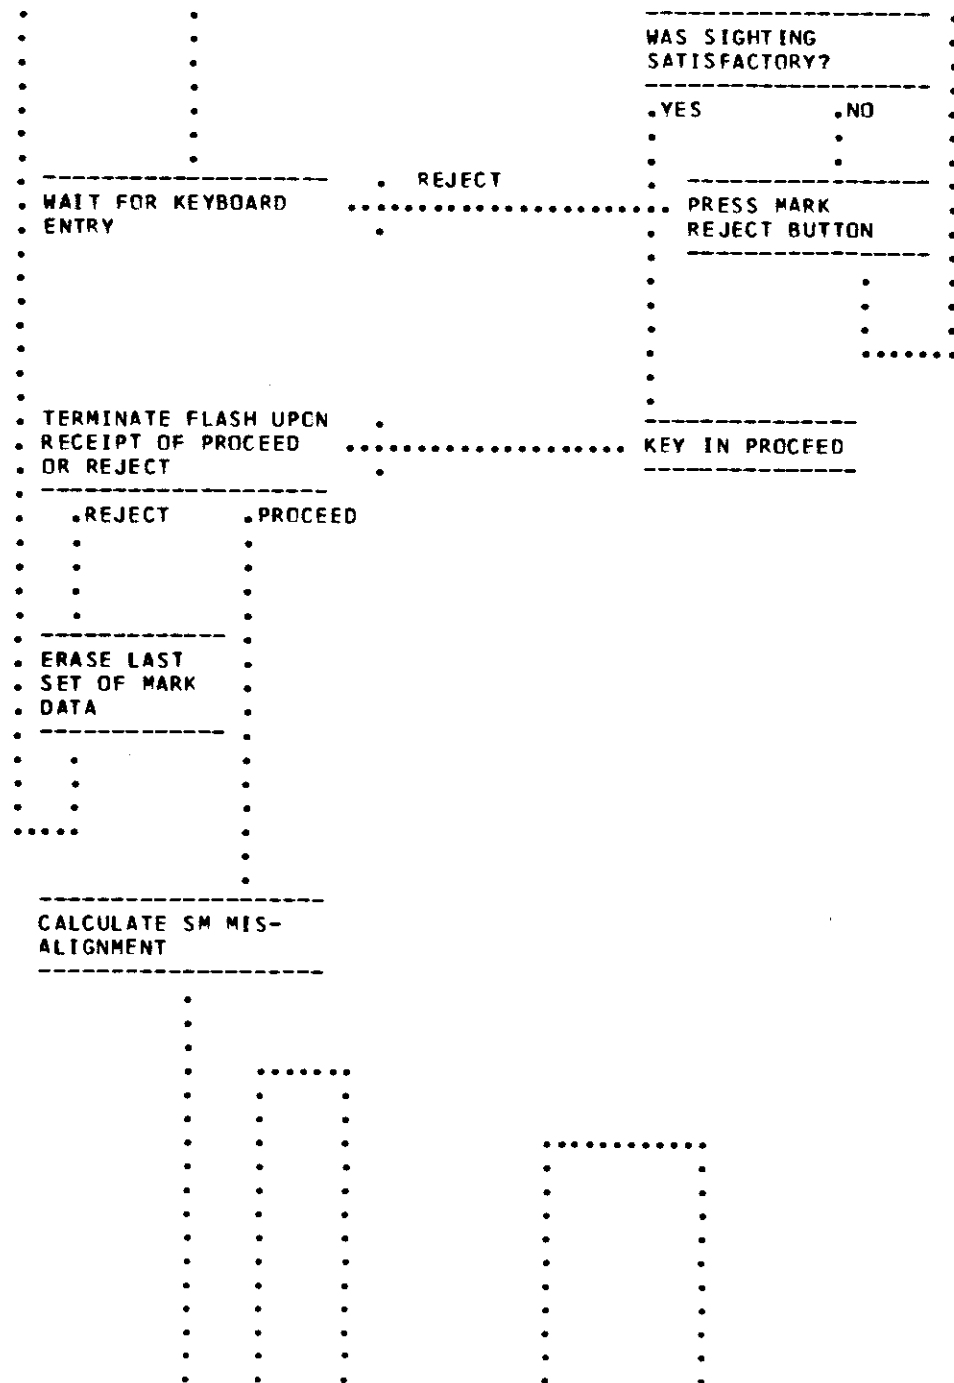 WAS SIGHTING
SATISFACTORY?
.YES .NO
REJECT
WAIT FOR KEYBOARD
ENTRY
PRESS MARK
REJECT BUTTON
TERMINATE FLASH UPON
RECEIPT OF PROCEED
OR REJECT
KEY IN PROCEED
.REJECT .PROCEED
ERASE LAST
SET OF MARK
DATA
CALCULATE SM MIS-
ALIGNMENT